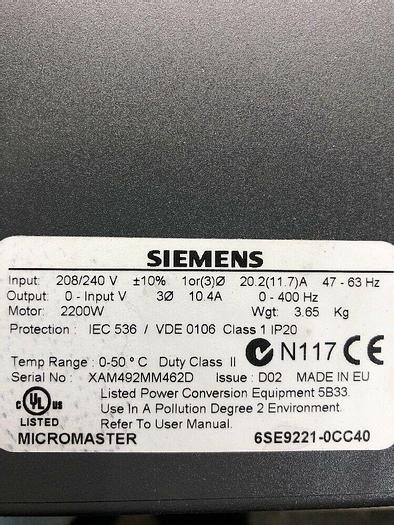 SIEMENS
Input: 208/240 V ±10% 1or(3)Ø 20.2(11.7)A 47 - 63 Hz
Output: 0 - Input V 3Ø 10.4A 0 - 400 Hz
Motor: 2200W Wgt: 3.65 Kg
Protection : IEC 536 / VDE 0106 Class 1 IP20
N117 CE
Temp Range : 0-50 ° C Duty Class II
Serial No : XAM492MM462D Issue : D02 MADE IN EU
c UL US LISTED
Listed Power Conversion Equipment 5B33.
Use In A Pollution Degree 2 Environment.
Refer To User Manual.
MICROMASTER 6SE9221-0CC40